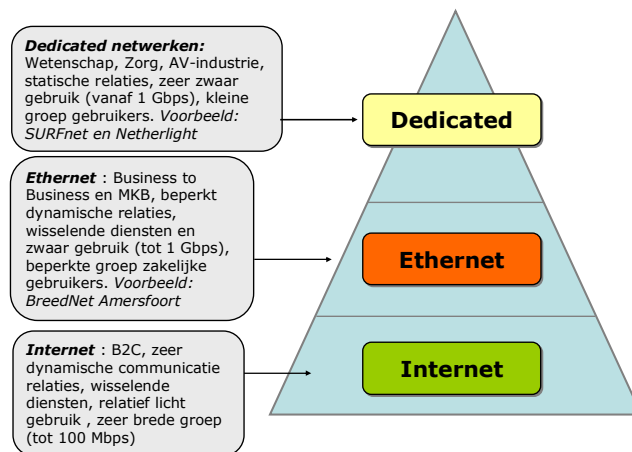 Dedicated netwerken:
Wetenschap, Zorg, AV-industrie,
statische relaties, zeer zwaar
gebruik (vanaf 1 Gbps), kleine
groep gebruikers. Voorbeeld:
SURFnet en Netherlight
Dedicated
Ethernet : Business to
Business en MKB, beperkt
dynamische relaties,
wisselende diensten en
zwaar gebruik (tot 1 Gbps),
beperkte groep zakelijke
gebruikers. Voorbeeld:
BreedNet Amersfoort
Ethernet
Internet : B2C, zeer
dynamische communicatie
relaties, wisselende
diensten, relatief licht
gebruik , zeer brede groep
(tot 100 Mbps)
Internet